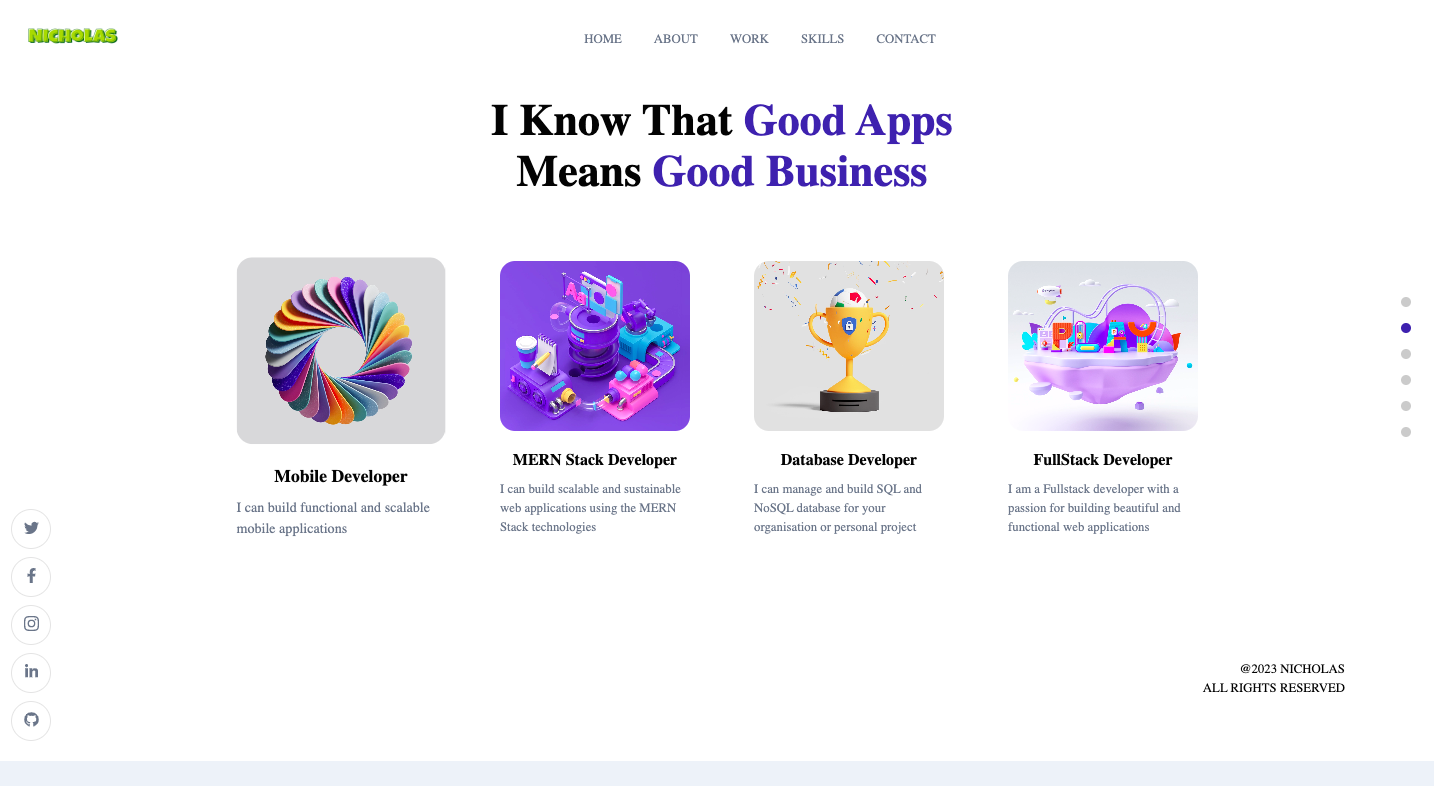 NICHOLAS
HOME ABOUT WORK SKILLS CONTACT
I Know That Good Apps
Means Good Business
Ae
PLAYO
Mobile Developer
I can build functional and scalable
mobile applications
MERN Stack Developer
I can build scalable and sustainable
web applications using the MERN
Stack technologies
Database Developer
I can manage and build SQL and
NoSQL database for your
organisation or personal project
FullStack Developer
I am a Fullstack developer with a
passion for building beautiful and
functional web applications
@2023 NICHOLAS
ALL RIGHTS RESERVED